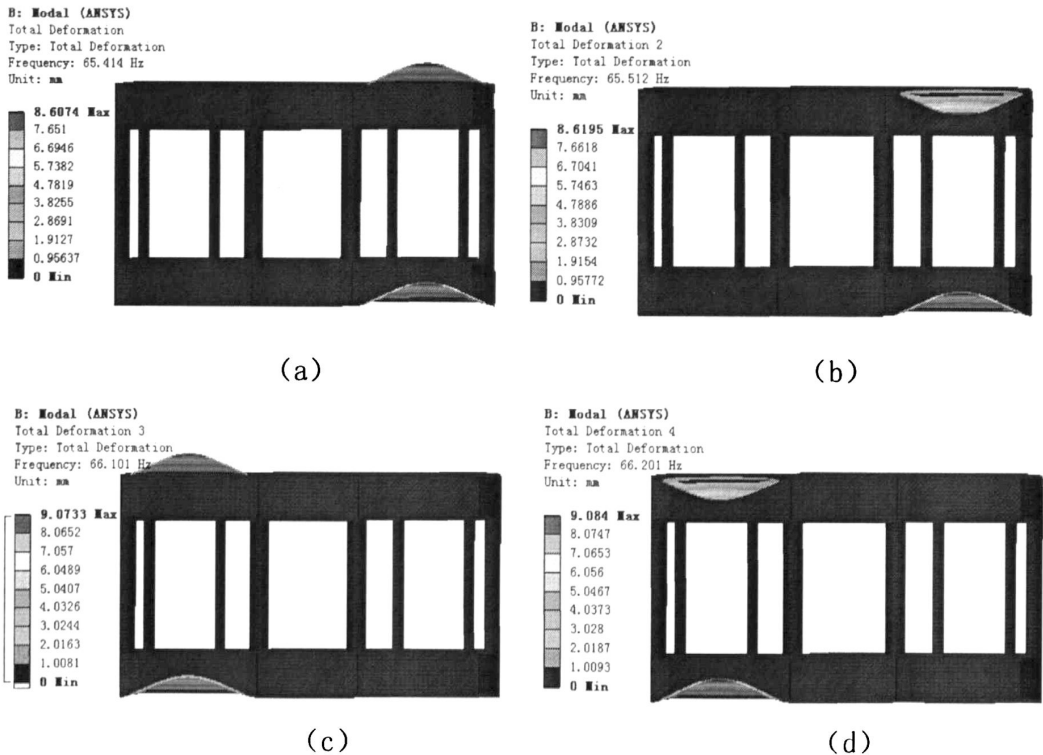 B: Modal (ANSYS)
Total Deformation
Type: Total Deformation
Frequency: 65.414 Hz
Unit: mm
8.6074 Max
7.651
6.6946
5.7382
4.7819
3.8255
2.8691
1.9127
0.95637
0 Min
(a)
B: Modal (ANSYS)
Total Deformation 2
Type: Total Deformation
Frequency: 65.512 Hz
Unit: mm
8.6195 Max
7.6618
6.7041
5.7463
4.7886
3.8309
2.8732
1.9154
0.95772
0 Min
(b)
B: Modal (ANSYS)
Total Deformation 3
Type: Total Deformation
Frequency: 66.101 Hz
Unit: mm
9.0733 Max
8.0652
7.057
6.0489
5.0407
4.0326
3.0244
2.0163
1.0081
0 Min
(c)
B: Modal (ANSYS)
Total Deformation 4
Type: Total Deformation
Frequency: 66.201 Hz
Unit: mm
9.084 Max
8.0747
7.0653
6.056
5.0467
4.0373
3.028
2.0187
1.0093
0 Min
(d)